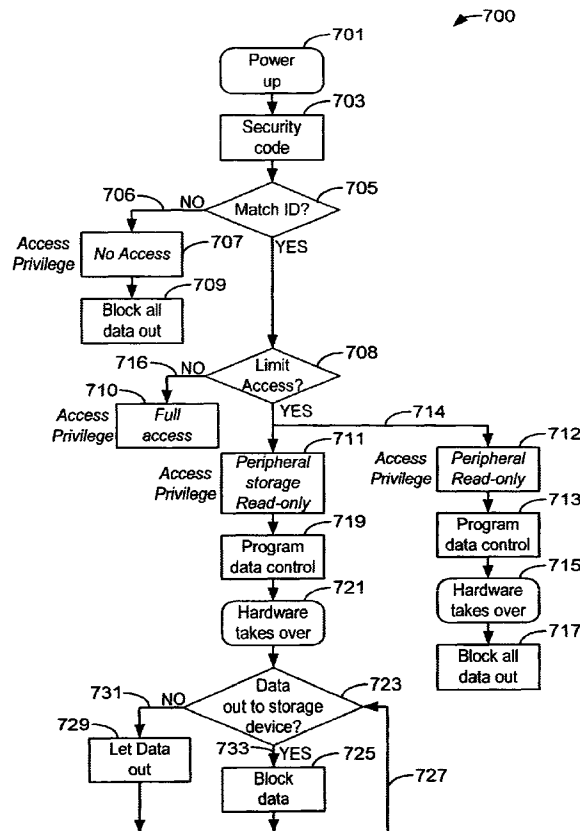 700
701
Power
up
703
Security
code
705
706
NO
Match ID?
YES
Access
Privilege
No Access
707
709
Block all
data out
708
716
NO
Limit
Access?
YES
710
Access
Privilege
Full
access
714
711
Access
Privilege
Peripheral
storage
Read-only
712
Access
Privilege
Peripheral
Read-only
719
Program
data control
713
Program
data control
721
Hardware
takes over
715
Hardware
takes over
717
Block all
data out
731
NO
Data
out to storage
device?
723
729
Let Data
out
733
YES
725
Block
data
727